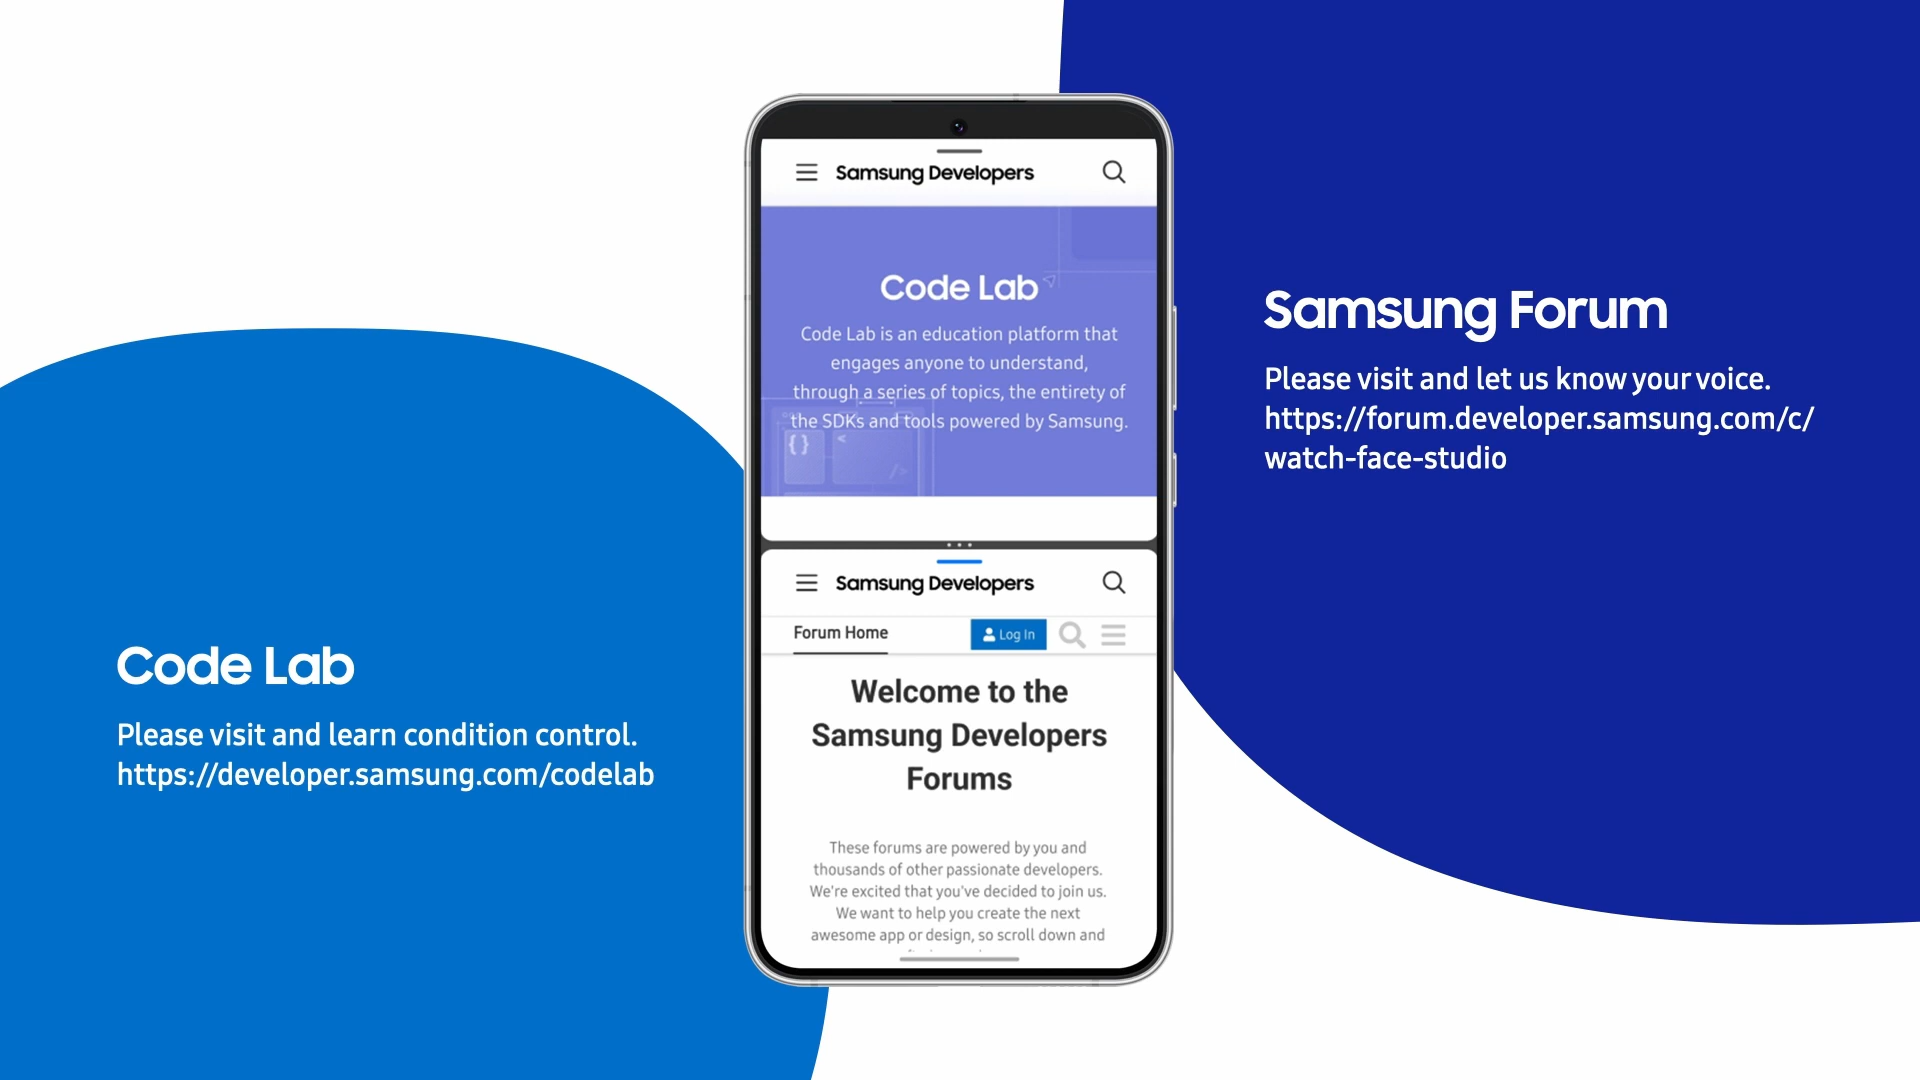 Code Lab
Please visit and learn condition control.
https://developer.samsung.com/codelab
Samsung Developers
Code Lab
Code Lab is an education platform that
engages anyone to understand,
through a series of topics, the entirety of
the SDKs and tools powered by Samsung.
Samsung Developers
Forum Home
Log In
Welcome to the
Samsung Developers
Forums
These forums are powered by you and
thousands of other passionate developers.
We're excited that you've decided to join us.
We want to help you create the next
awesome app or design, so scroll down and
Samsung Forum
Please visit and let us know your voice.
https://forum.developer.samsung.com/c/
watch-face-studio